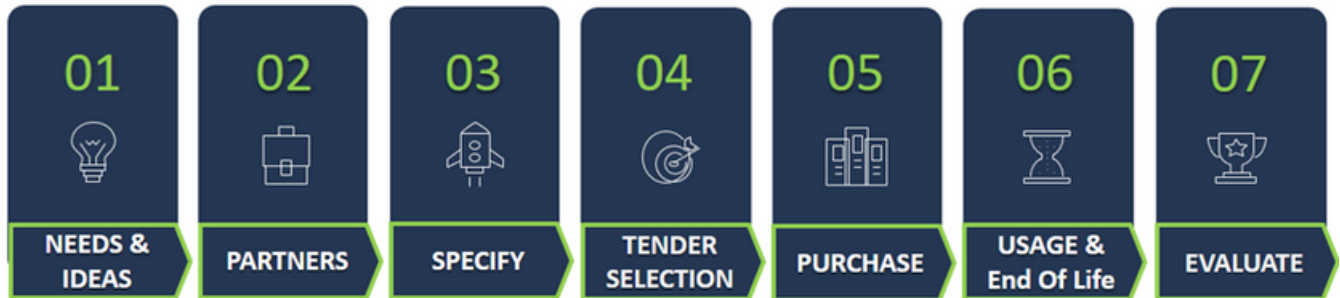 01
02
03
04
05
06
07
NEEDS &
IDEAS
PARTNERS
SPECIFY
TENDER
SELECTION
PURCHASE
USAGE &
End Of Life
EVALUATE